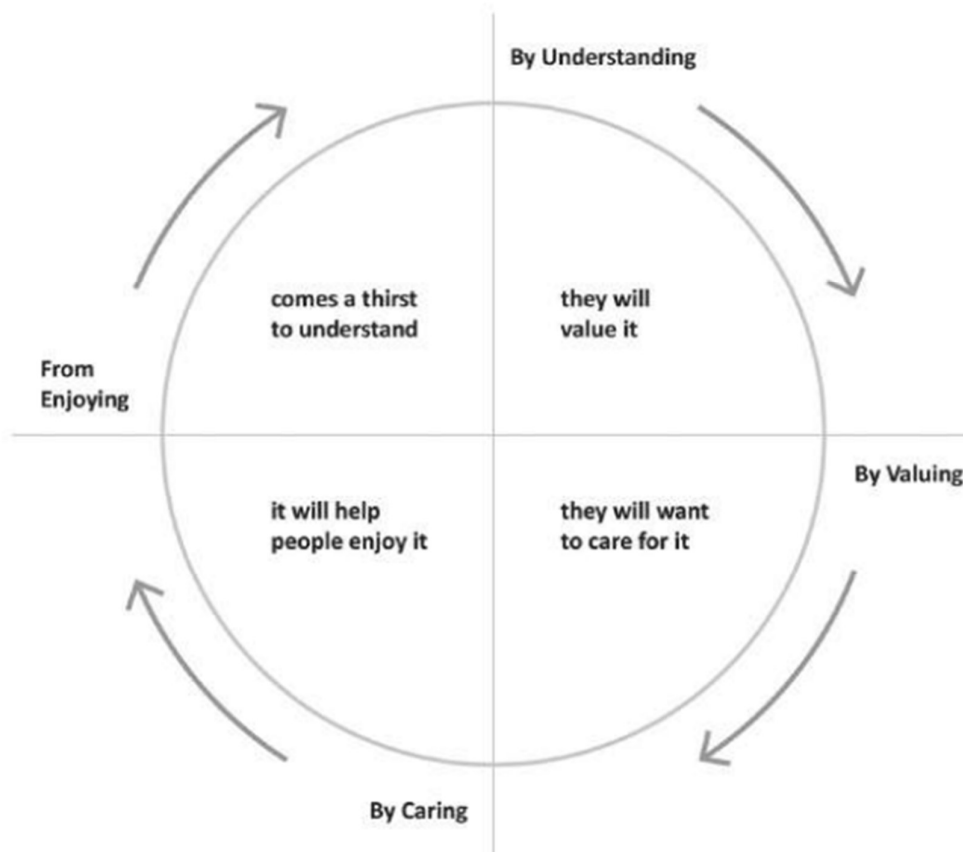 By Understanding
they will
value it
By Valuing
they will want
to care for it
By Caring
it will help
people enjoy it
From
Enjoying
comes a thirst
to understand